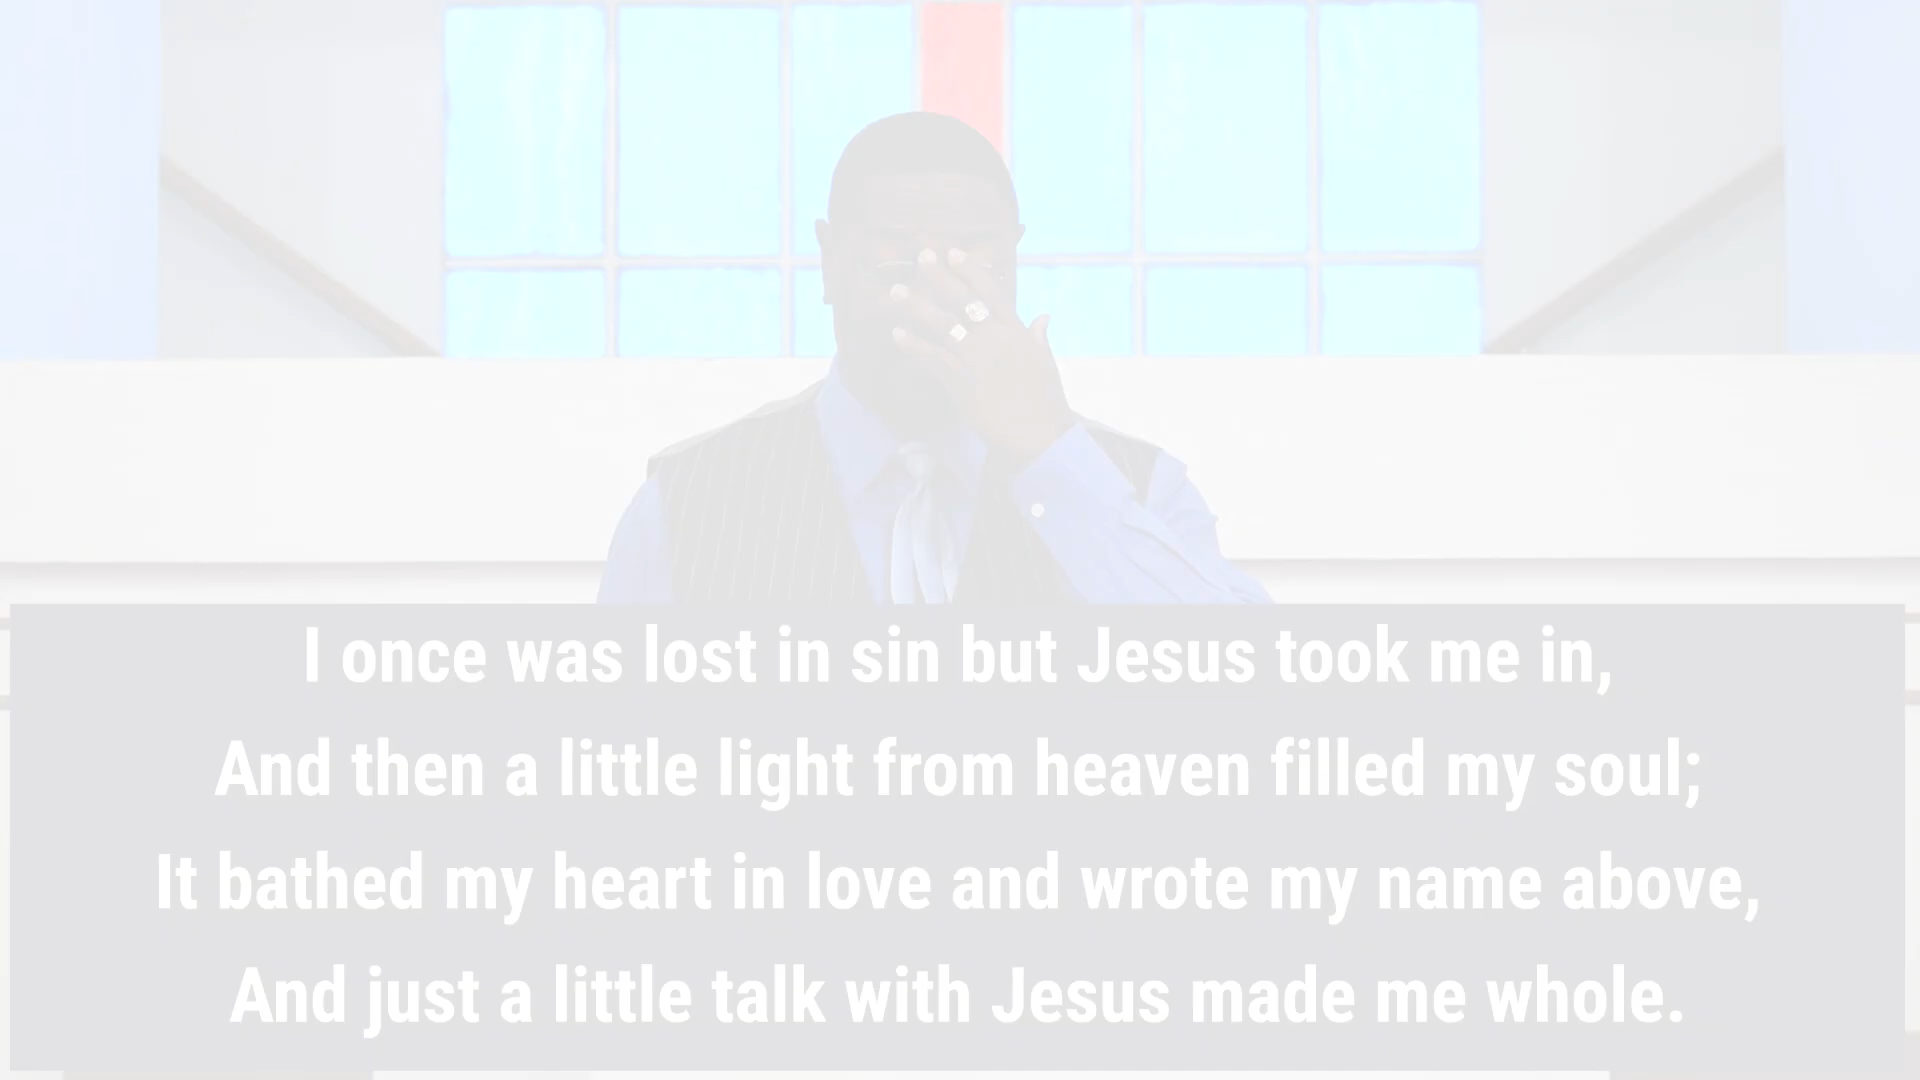 I once was lost in sin but Jesus took me in,
And then a little light from heaven filled my soul;
It bathed my heart in love and wrote my name above,
And just a little talk with Jesus made me whole.